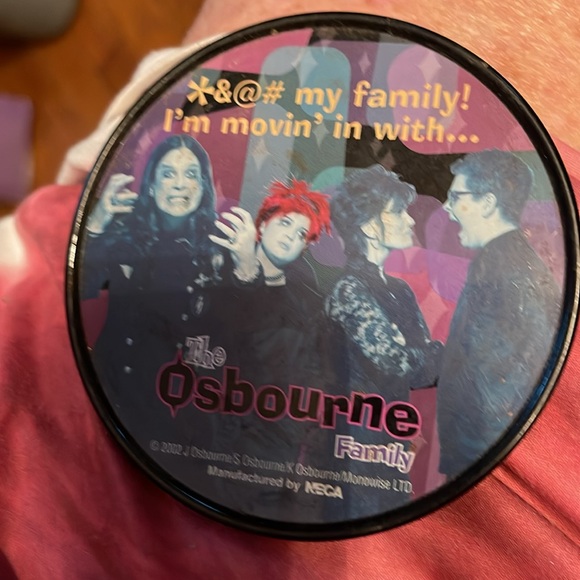 *&@# my family!
I'm movin' in with...
The
Osbourne
Family
© 2002 J Osbourne/S Osbourne/K Osbourne/Monowise LTD.
Manufactured by NECA